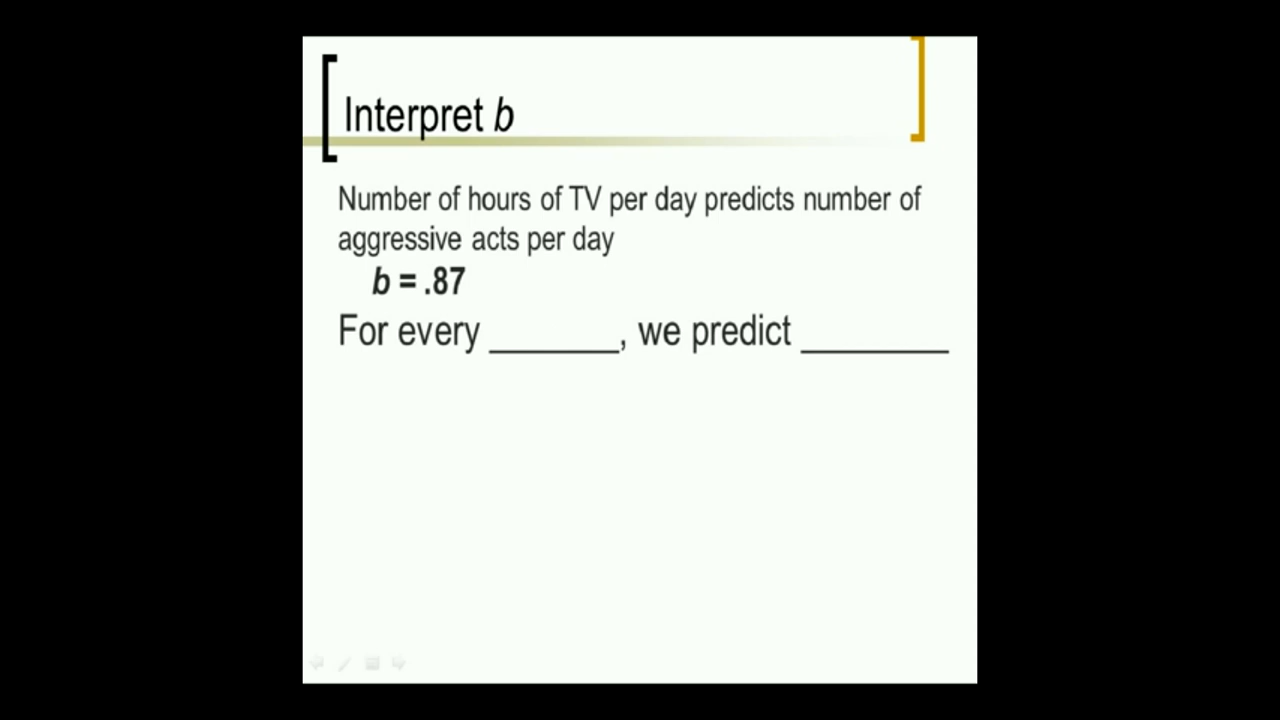 Interpret b
Number of hours of TV per day predicts number of
aggressive acts per day
b = .87
For every _______, we predict ________